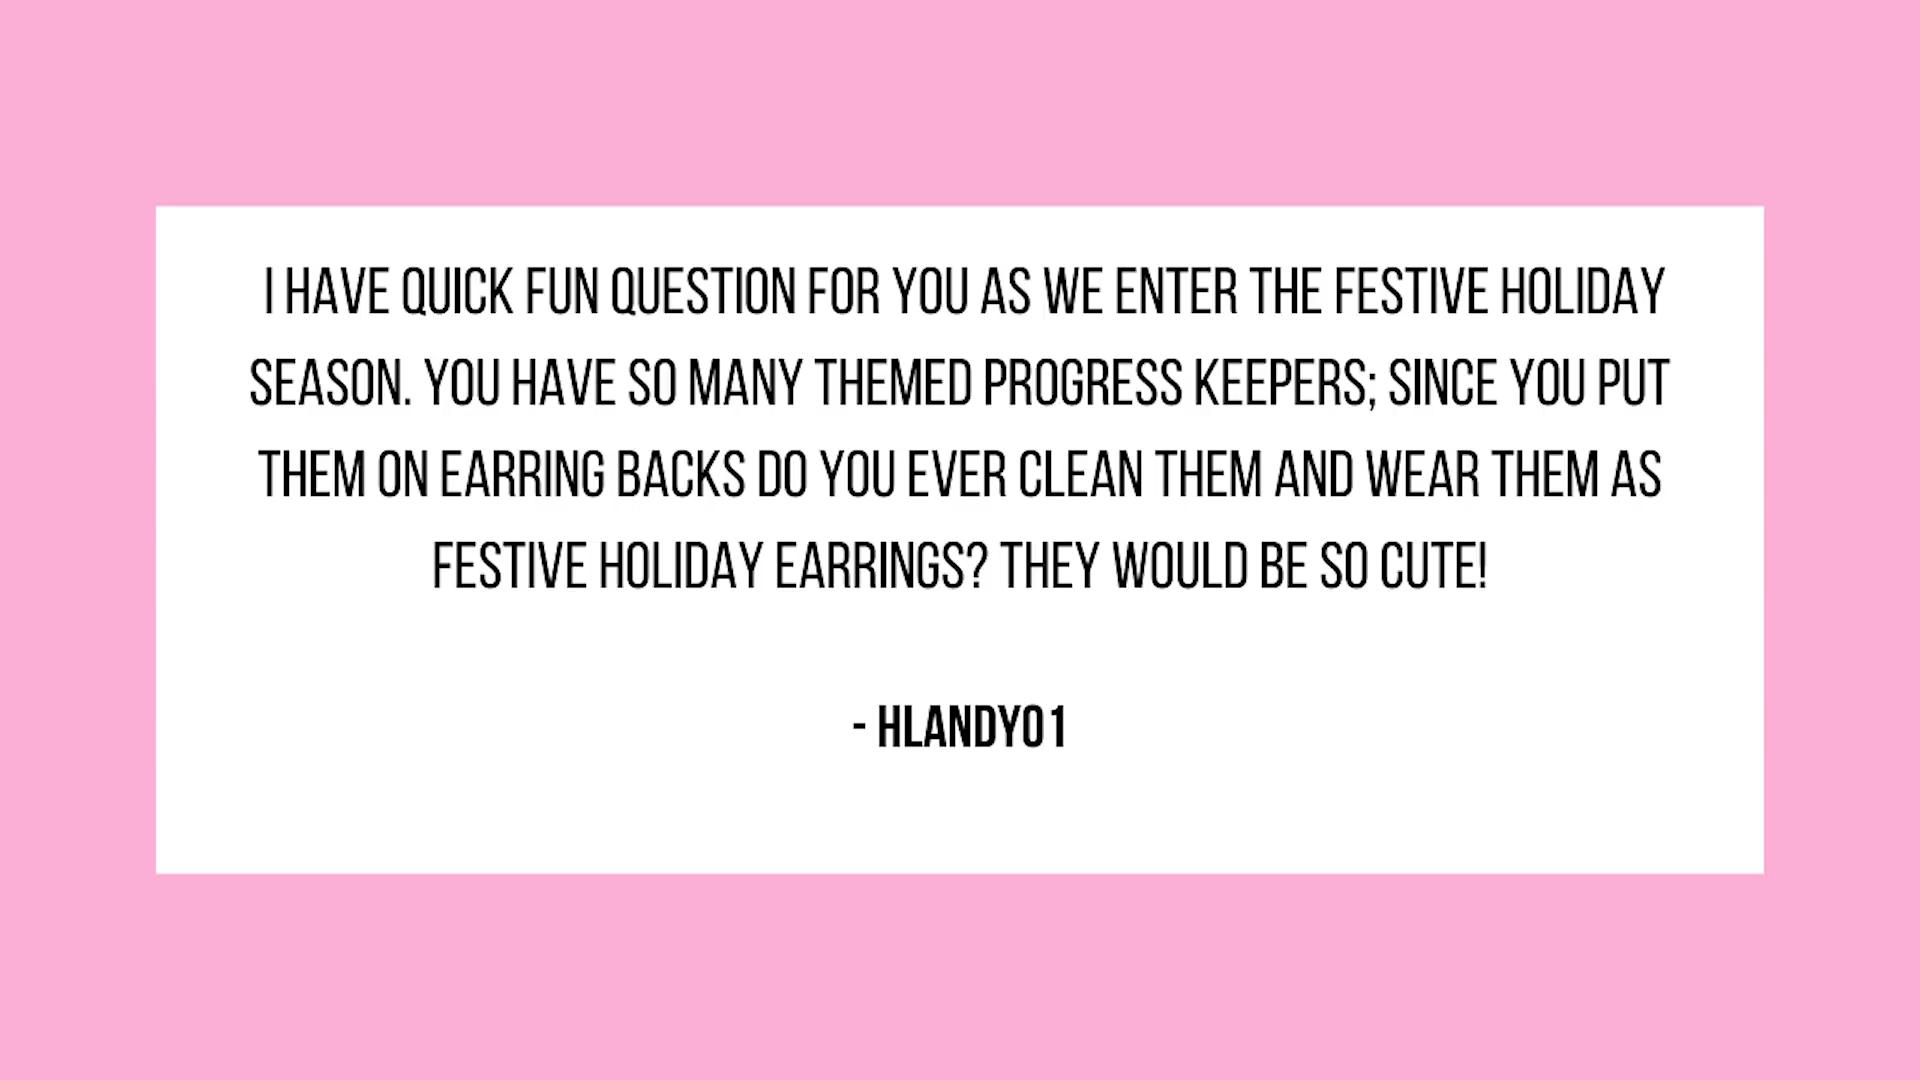 I HAVE QUICK FUN QUESTION FOR YOU AS WE ENTER THE FESTIVE HOLIDAY
SEASON. YOU HAVE SO MANY THEMED PROGRESS KEEPERS; SINCE YOU PUT
THEM ON EARRING BACKS DO YOU EVER CLEAN THEM AND WEAR THEM AS
FESTIVE HOLIDAY EARRINGS? THEY WOULD BE SO CUTE!
- HLANDY01